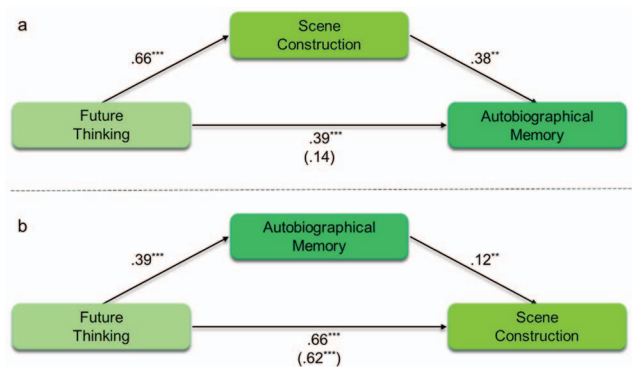 a
Scene
Construction
.66***
.38**
Future
Thinking
Autobiographical
Memory
.39***
(.14)
b
Autobiographical
Memory
.39***
.12**
Future
Thinking
Scene
Construction
.66***
(.62***)